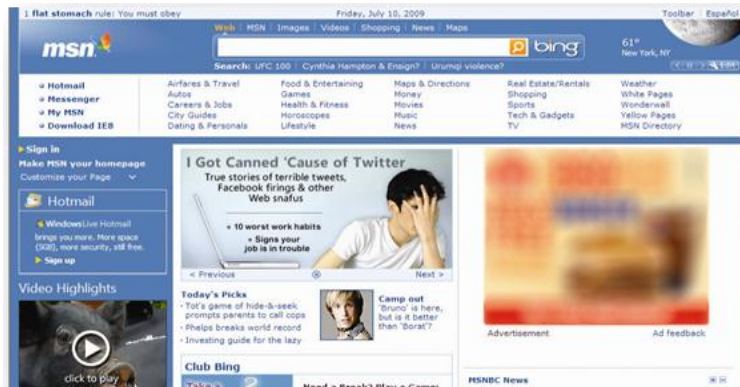 1 flat stomach rule: You must obey
Friday, July 10, 2009
Toolbar Español
Web MSN Images Videos Shopping News Maps
msn
bing
61°
New York, NY
Search: UFC 100 Cynthia Hampton & Ensign? Urumqi violence?
Edit
Hotmail
Messenger
My MSN
Download IE8
Airfares & Travel
Autos
Careers & Jobs
City Guides
Dating & Personals
Food & Entertaining
Games
Health & Fitness
Horoscopes
Lifestyle
Maps & Directions
Money
Movies
Music
News
Real Estate/Rentals
Shopping
Sports
Tech & Gadgets
TV
Weather
White Pages
Wonderwall
Yellow Pages
MSN Directory
Sign in
Make MSN your homepage
Customize your Page
Hotmail
WindowsLive Hotmail
brings you more. More space
(5GB), more security, still free.
Sign up
Video Highlights
click to play
I Got Canned 'Cause of Twitter
True stories of terrible tweets,
Facebook firings & other
Web snafus
+ 10 worst work habits
+ Signs your
job is in trouble
< Previous
Next >
Today's Picks
Tot's game of hide-&-seek
prompts parents to call cops
Phelps breaks world record
Investing guide for the lazy
Camp out
'Bruno' is here,
but is it better
than 'Borat'?
Club Bing
Take a
Need a Break? Play a Game!
Advertisement
Ad feedback
MSNBC News